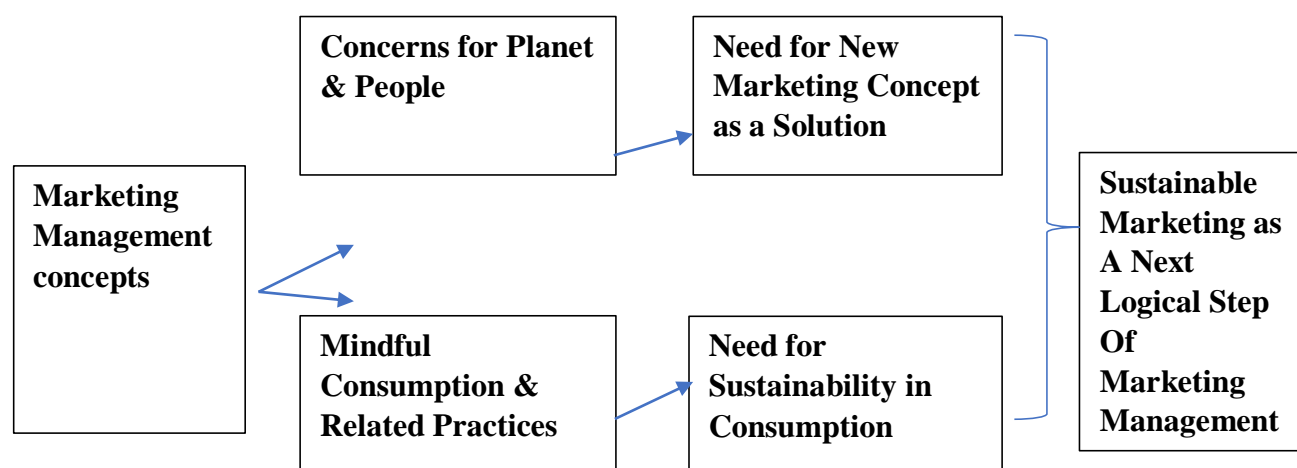 Concerns for Planet
& People
Need for New
Marketing Concept
as a Solution
Marketing
Management
concepts
Sustainable
Marketing as
A Next
Logical Step
Of
Marketing
Management
Mindful
Consumption &
Related Practices
Need for
Sustainability in
Consumption